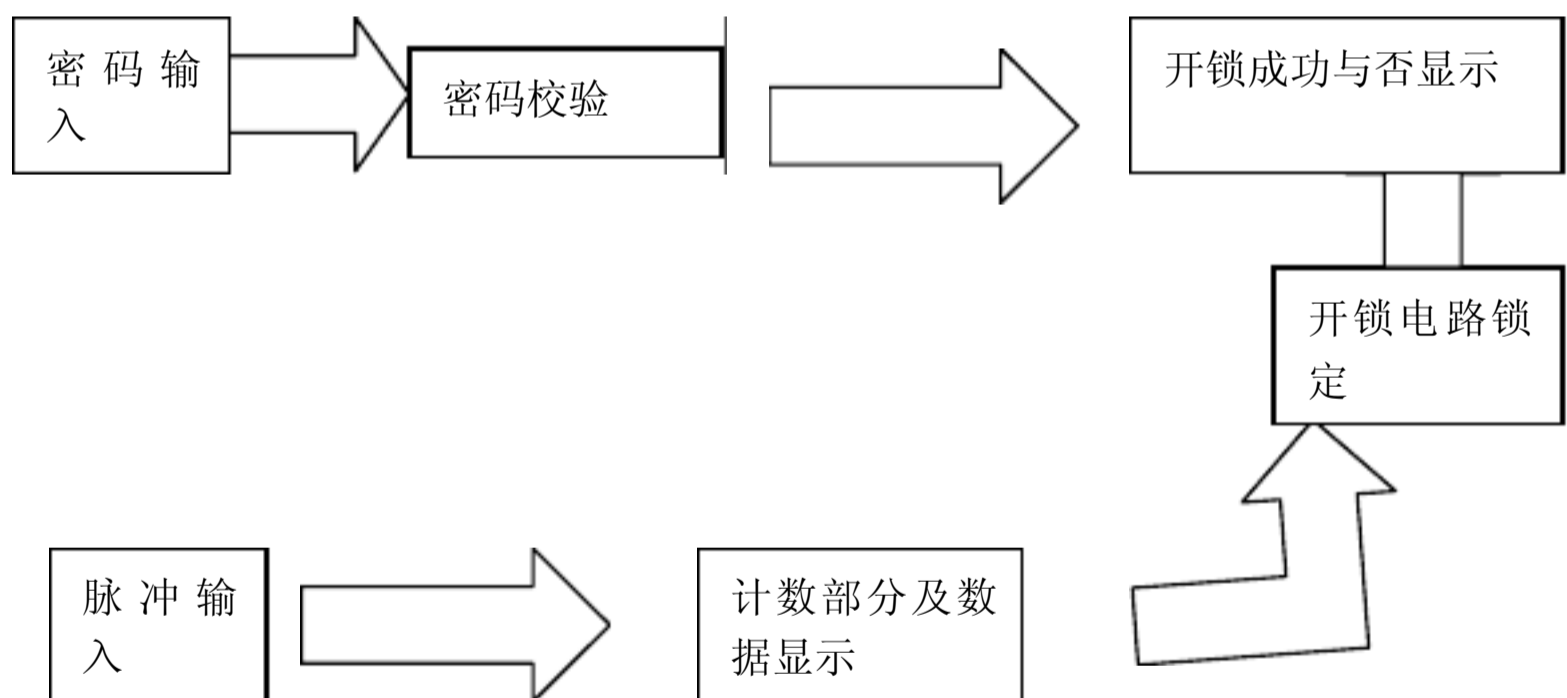 密码输
入
密码校验
开锁成功与否显示
开锁电路锁
定
脉冲输
入
计数部分及数
据显示